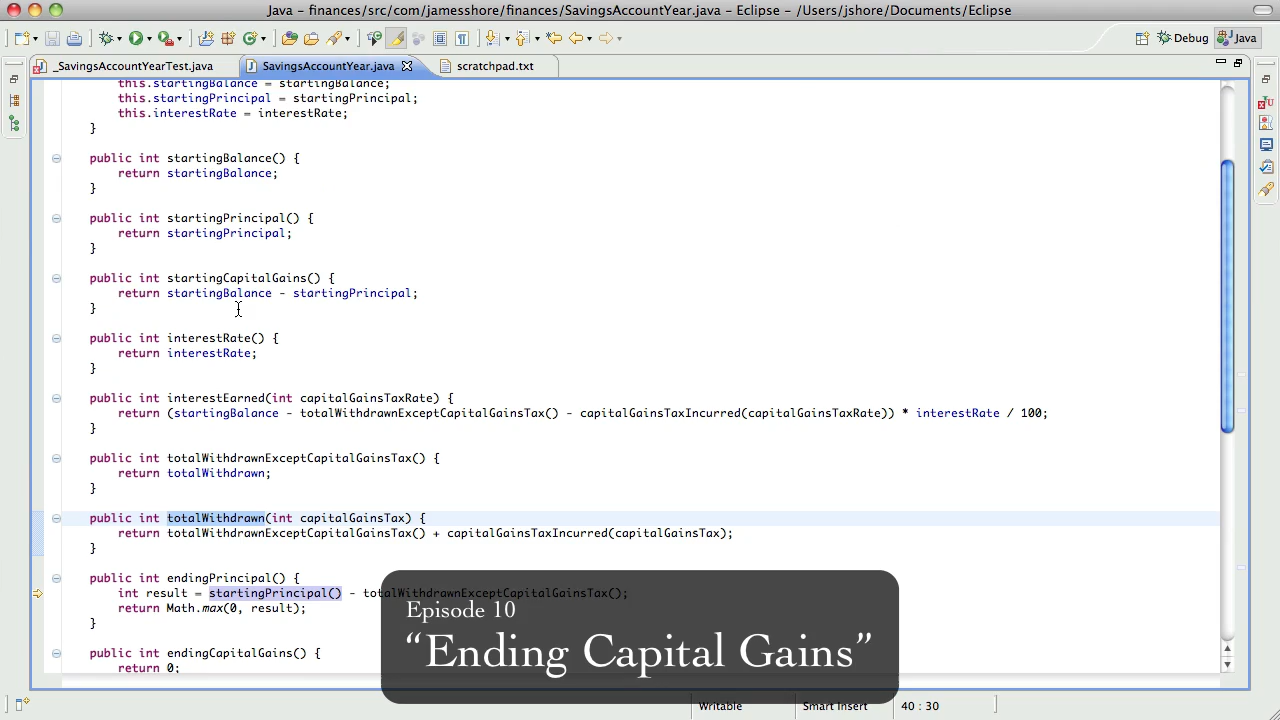 Java - finances/src/com/jamesshore/finances/SavingsAccountYear.java - Eclipse - /Users/jshore/Documents/Eclipse
Debug
Java
_SavingsAccountYearTest.java
SavingsAccountYear.java
scratchpad.txt
this.startingBalance = startingBalance;
this.startingPrincipal = startingPrincipal;
this.interestRate = interestRate;
}
public int startingBalance() {
return startingBalance;
}
public int startingPrincipal() {
return startingPrincipal;
}
public int startingCapitalGains() {
return startingBalance - startingPrincipal;
}
public int interestRate() {
return interestRate;
}
public int interestEarned(int capitalGainsTaxRate) {
return (startingBalance - totalWithdrawnExceptCapitalGainsTax() - capitalGainsTaxIncurred(capitalGainsTaxRate)) * interestRate / 100;
}
public int totalWithdrawnExceptCapitalGainsTax() {
return totalWithdrawn;
}
public int totalWithdrawn(int capitalGainsTax) {
return totalWithdrawnExceptCapitalGainsTax() + capitalGainsTaxIncurred(capitalGainsTax);
}
public int endingPrincipal() {
int result = startingPrincipal() - totalWithdrawnExceptCapitalGainsTax();
return Math.max(0, result);
}
public int endingCapitalGains() {
return 0;
Episode 10
“Ending Capital Gains”
Writable
Smart Insert
40 : 30